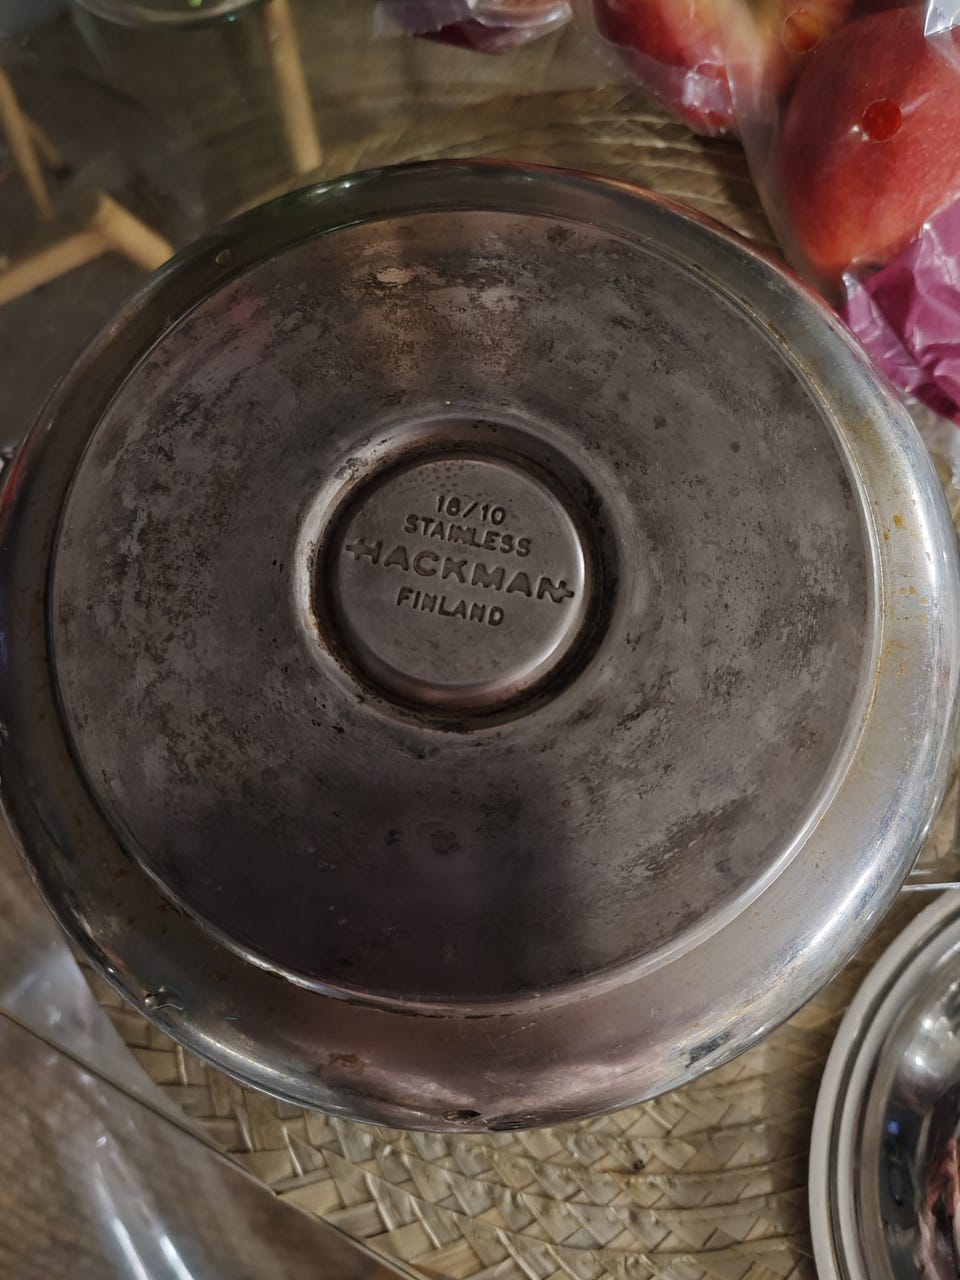 18/10
STAINLESS
HACKMAN
FINLAND